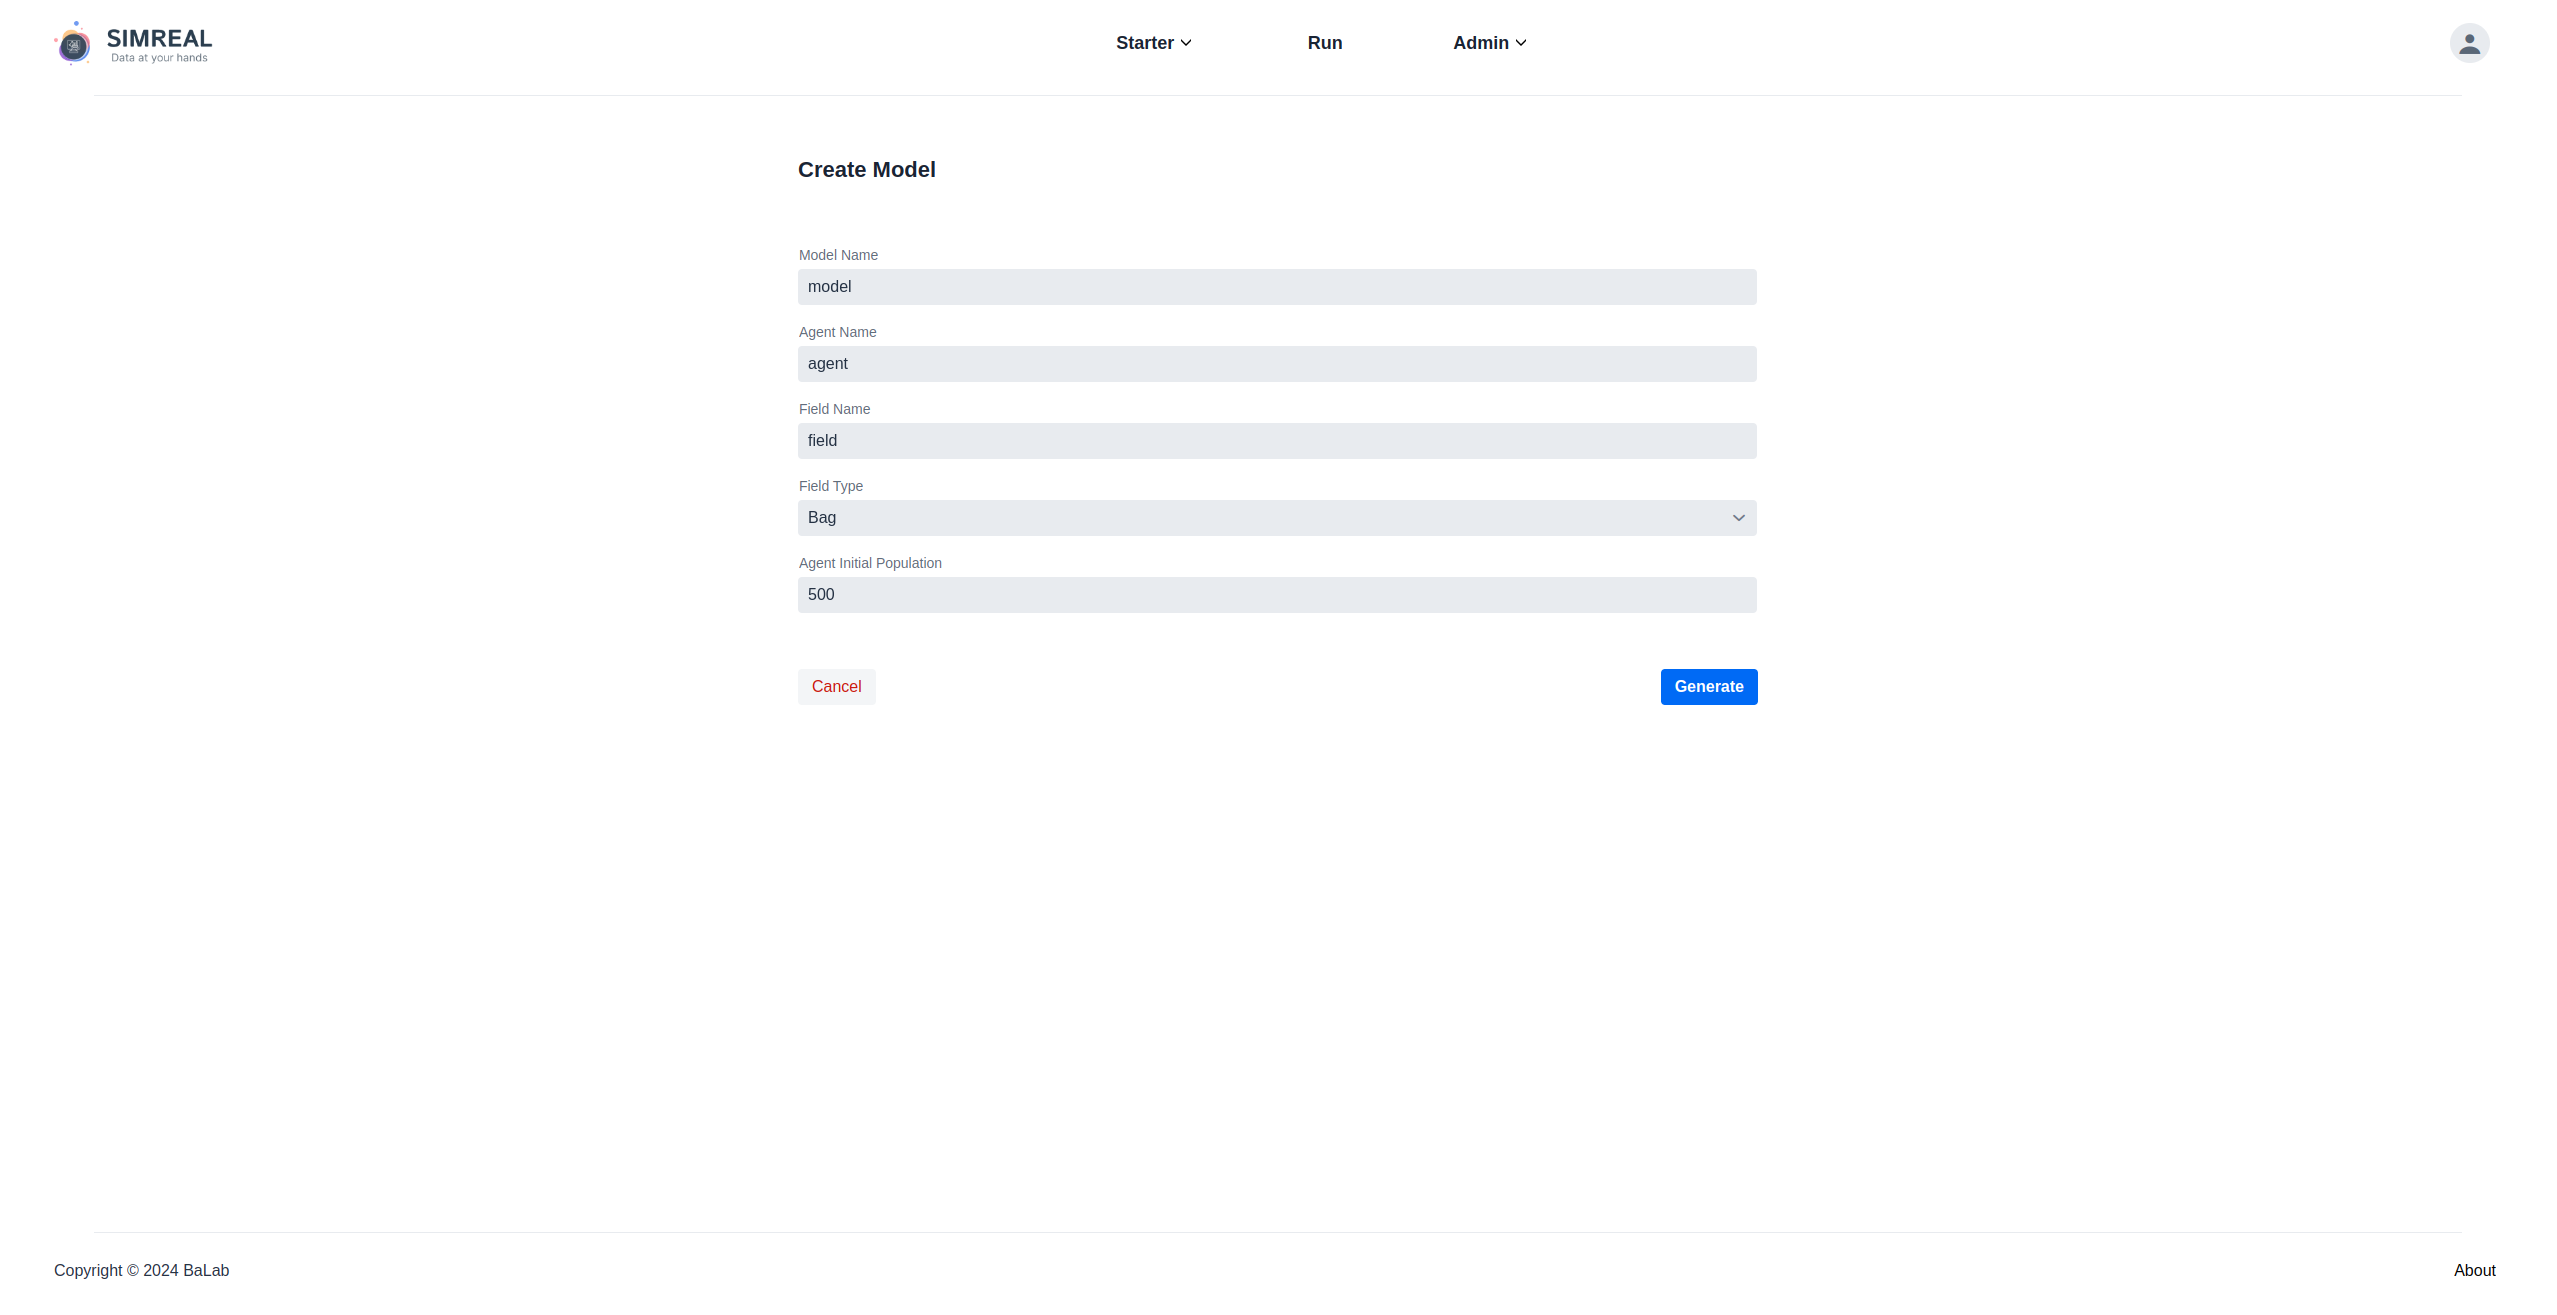 SIMREAL
Data at your hands
Starter
Run
Admin
Create Model
Model Name
model
Agent Name
agent
Field Name
field
Field Type
Bag
Agent Initial Population
500
Cancel
Generate
Copyright © 2024 BaLab
About